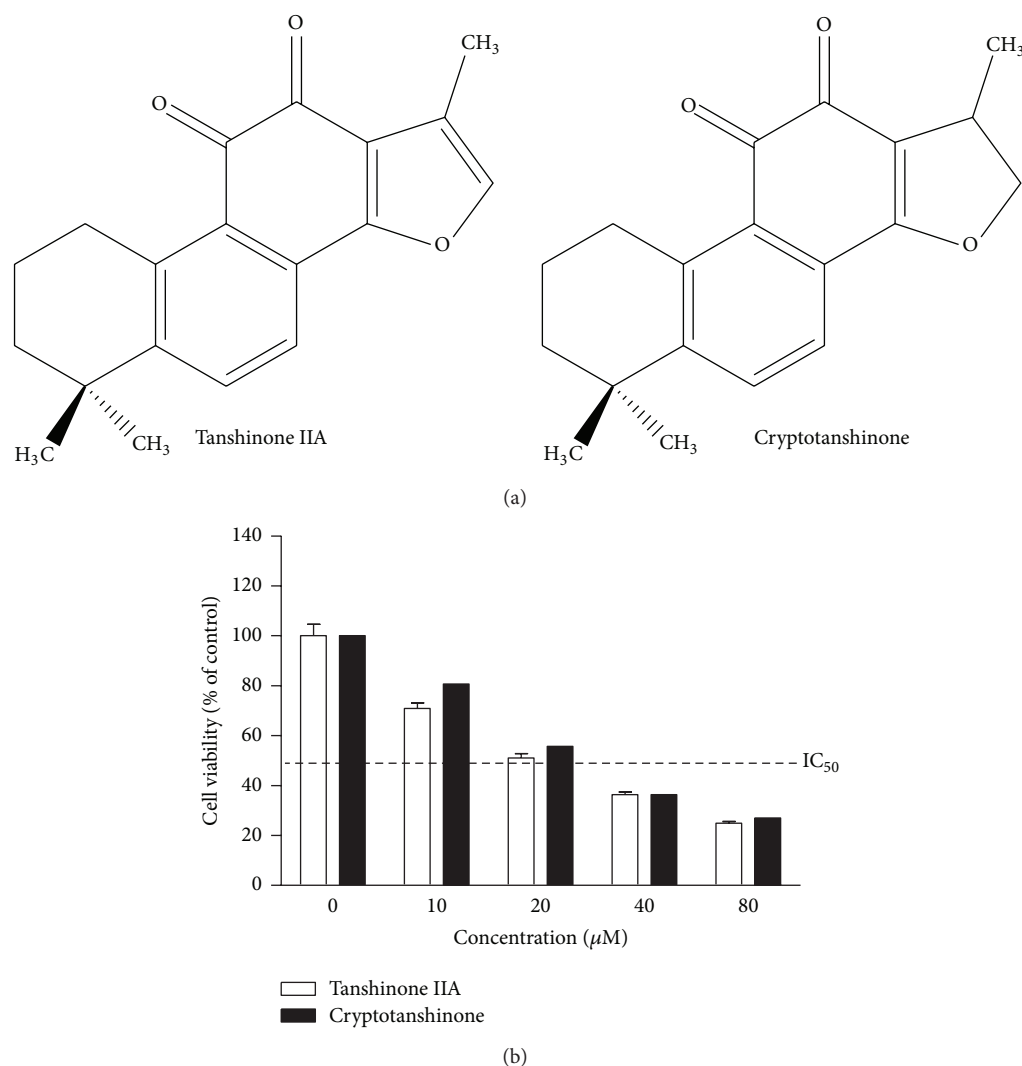 O
O
CH3
O
H3C
CH3
Tanshinone IIA
O
O
CH3
O
H3C
CH3
Cryptotanshinone
(a)
Cell viability (% of control)
140
120
100
80
60
40
20
0
IC50
0 10 20 40 80
Concentration (μM)
Tanshinone IIA
Cryptotanshinone
(b)